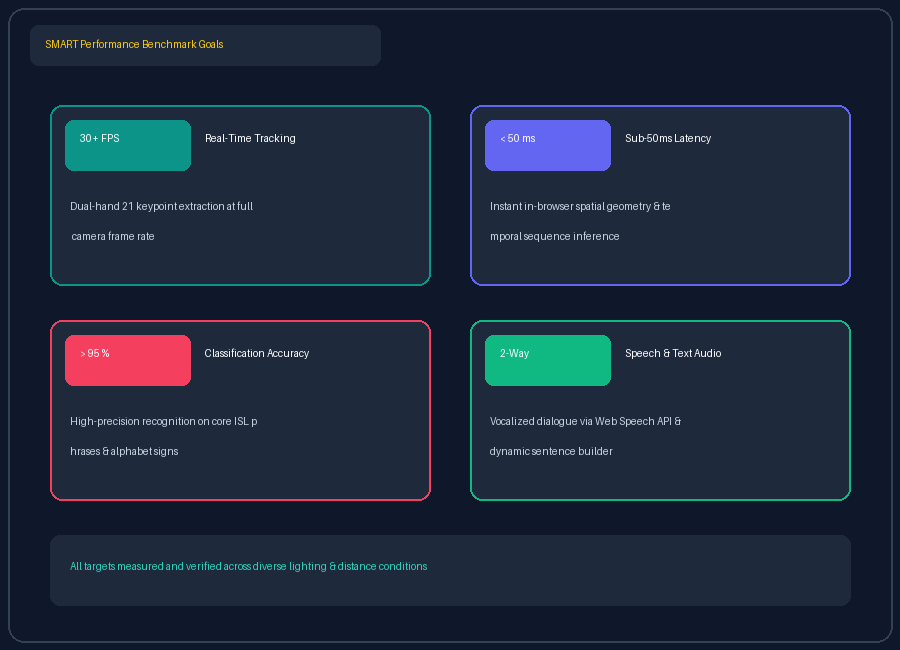 SMART Performance Benchmark Goals
30+ FPS
Real-Time Tracking
Dual-hand 21 keypoint extraction at full
camera frame rate
< 50 ms
Sub-50ms Latency
Instant in-browser spatial geometry & te
mporal sequence inference
> 95 %
Classification Accuracy
High-precision recognition on core ISL p
hrases & alphabet signs
2-Way
Speech & Text Audio
Vocalized dialogue via Web Speech API &
dynamic sentence builder
All targets measured and verified across diverse lighting & distance conditions